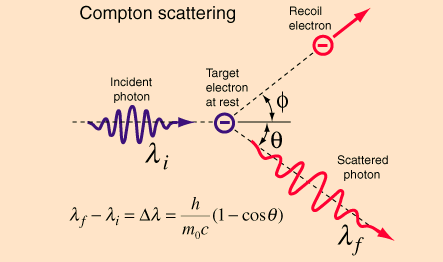 Compton scattering
Recoil
electron
Incident
photon
Target
electron
at rest
ϕ
θ
λi
Scattered
photon
λf
λf − λi = Δλ = h/m0c (1 − cosθ)